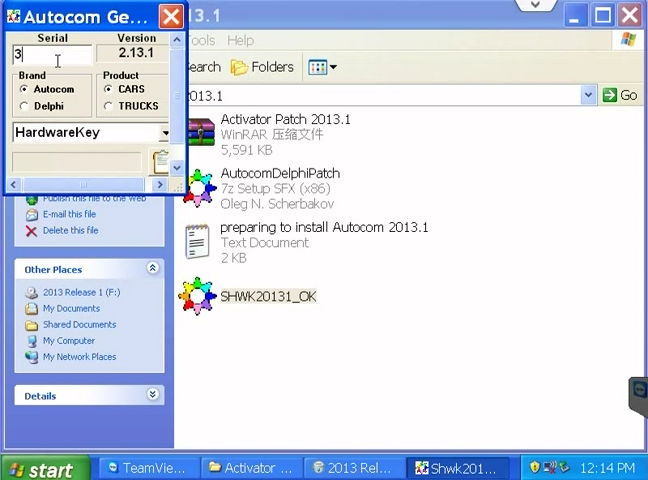 Autocom Ge...
13.1
Serial
Version
3
2.13.1
Brand
Product
Autocom
CARS
Delphi
TRUCKS
HardwareKey
Tools
Help
Search
Folders
2013.1
Go
Activator Patch 2013.1
WinRAR 压缩文件
5,591 KB
AutocomDelphiPatch
7z Setup SFX (x86)
Oleg N. Scherbakov
preparing to install Autocom 2013.1
Text Document
2 KB
SHWK20131_OK
Publish this file to the Web
E-mail this file
Delete this file
Other Places
2013 Release 1 (F:)
My Documents
Shared Documents
My Computer
My Network Places
Details
start
TeamVie...
Activator ...
2013 Rel...
Shwk201...
12:14 PM